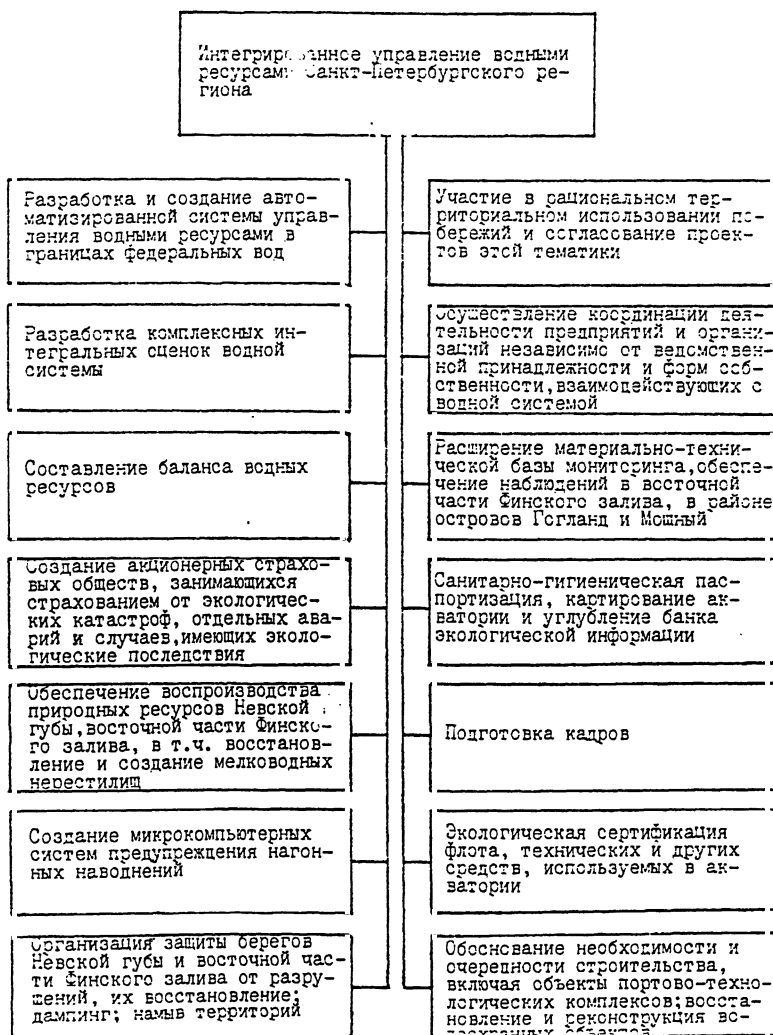 Интегрированное управление водными
ресурсами Санкт-Петербургского ре-
гиона
Разработка и создание авто-
матизированной системы управ-
ления водными ресурсами в
границах федеральных вод
Разработка комплексных ин-
тегральных оценок водной
системы
Составление баланса водных
ресурсов
Создание акционерных страхо-
вых обществ, занимающихся
страхованием от экологичес-
ких катастроф, отдельных ава-
рий и случаев,имеющих эколо-
гические последствия
Обеспечение воспроизводства
природных ресурсов Невской
губы,восточной части Финско-
го залива, в т.ч. восстанов-
ление и создание мелководных
нерестилищ
Создание микрокомпьютерных
систем предупреждения нагон-
ных наводнений
Организация защиты берегов
Невской губы и восточной час-
ти Финского залива от разру-
шений, их восстановление;
дампинг; намыв территорий
Участие в рациональном тер-
риториальном использовании по-
бережий и согласование проек-
тов этой тематики
Осуществление координации дея-
тельности предприятий и органи-
заций независимо от ведомствен-
ной принадлежности и форм соб-
ственности,взаимодействующих с
водной системой
Расширение материально-техни-
ческой базы мониторинга,обеспе-
чение наблюдений в восточной
части Финского залива, в районе
островов Гогланд и Мощный
Санитарно-гигиеническая пас-
портизация, картирование ак-
ватории и углубление банка
экологической информации
Подготовка кадров
Экологическая сертификация
флота, технических и других
средств, используемых в ак-
ватории
Обоснование необходимости и
очередности строительства,
включая объекты портово-техно-
логических комплексов;восста-
новление и реконструкция во-
доохранных объектов